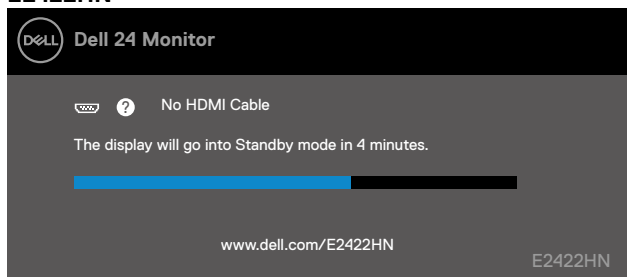 E2422HN
DELL Dell 24 Monitor
? No HDMI Cable
The display will go into Standby mode in 4 minutes.
www.dell.com/E2422HN
E2422HN